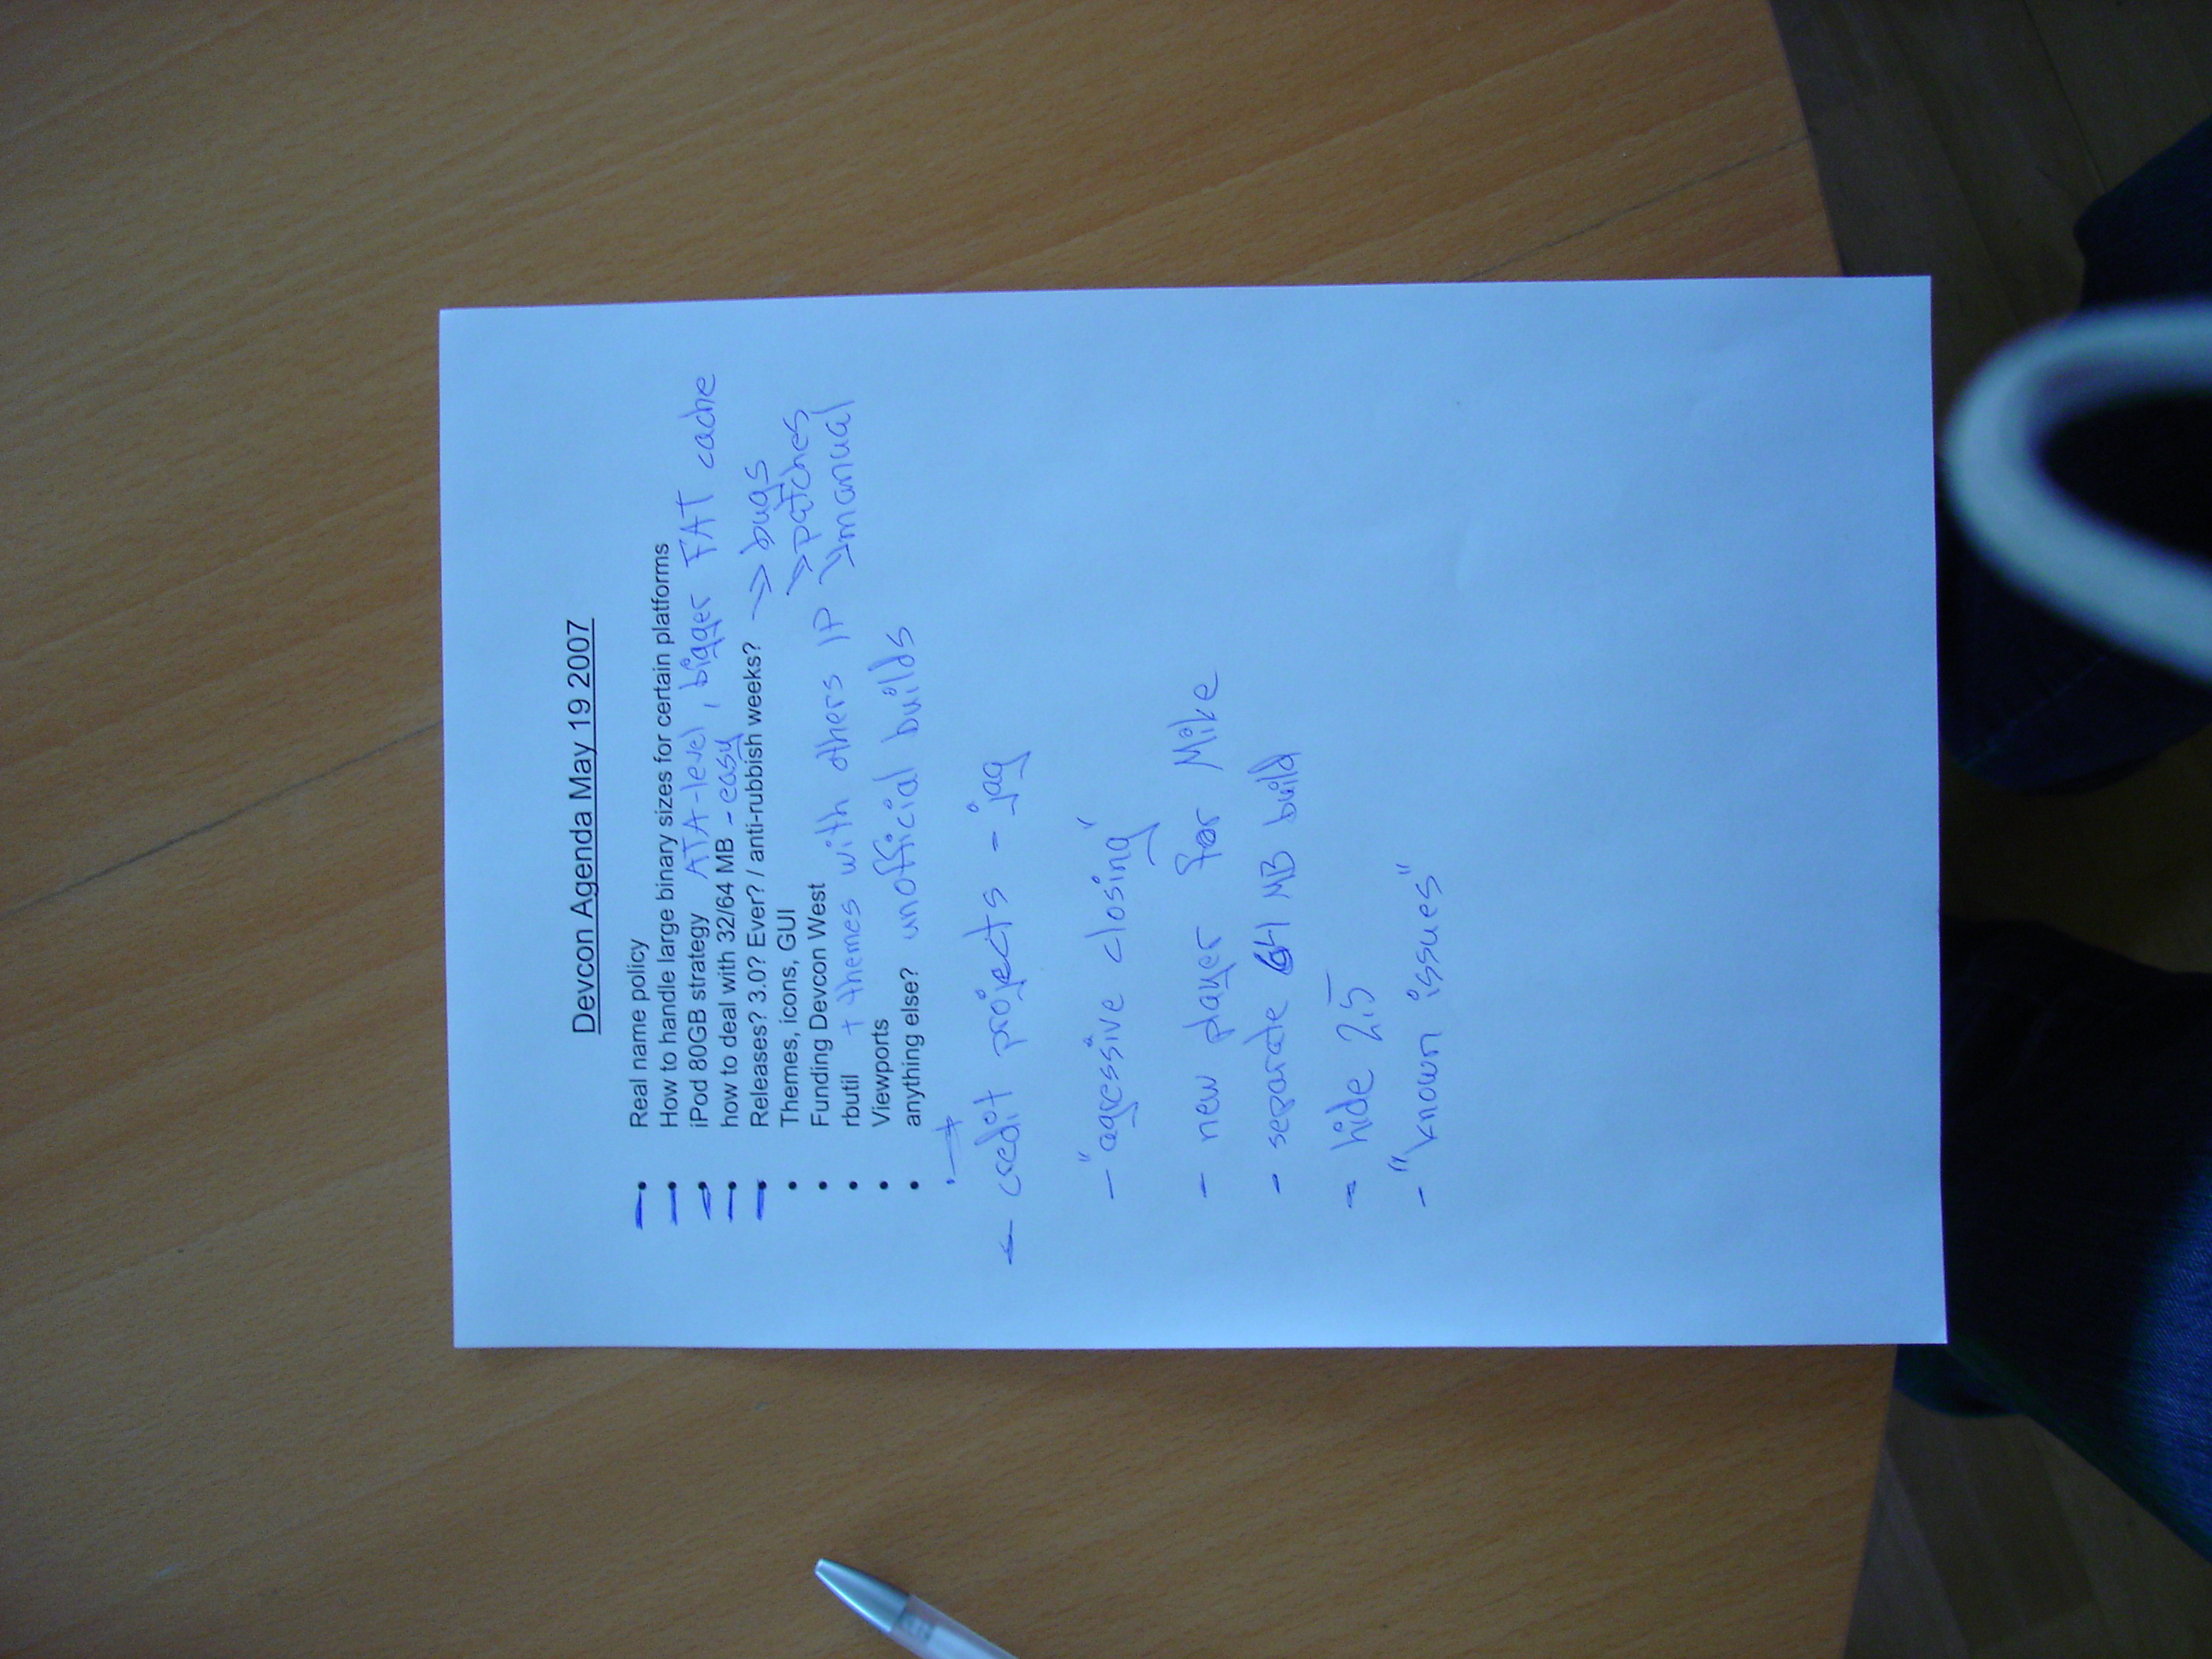 Devcon Agenda May 19 2007
• Real name policy
• How to handle large binary sizes for certain platforms
• iPod 80GB strategy ATA-level, bigger FAT cache
• how to deal with 32/64 MB - easy
• Releases? 3.0? Ever? / anti-rubbish weeks? -> bugs
• Themes, icons, GUI -> patches
• Funding Devcon West -> manual
• rbutil + themes with others IP
• Viewports
• anything else? unofficial builds
- credit projects - jag
- "agressive closing"
- new player for Mike
- separate 64 MB build
- hide 2.5
- "known issues"